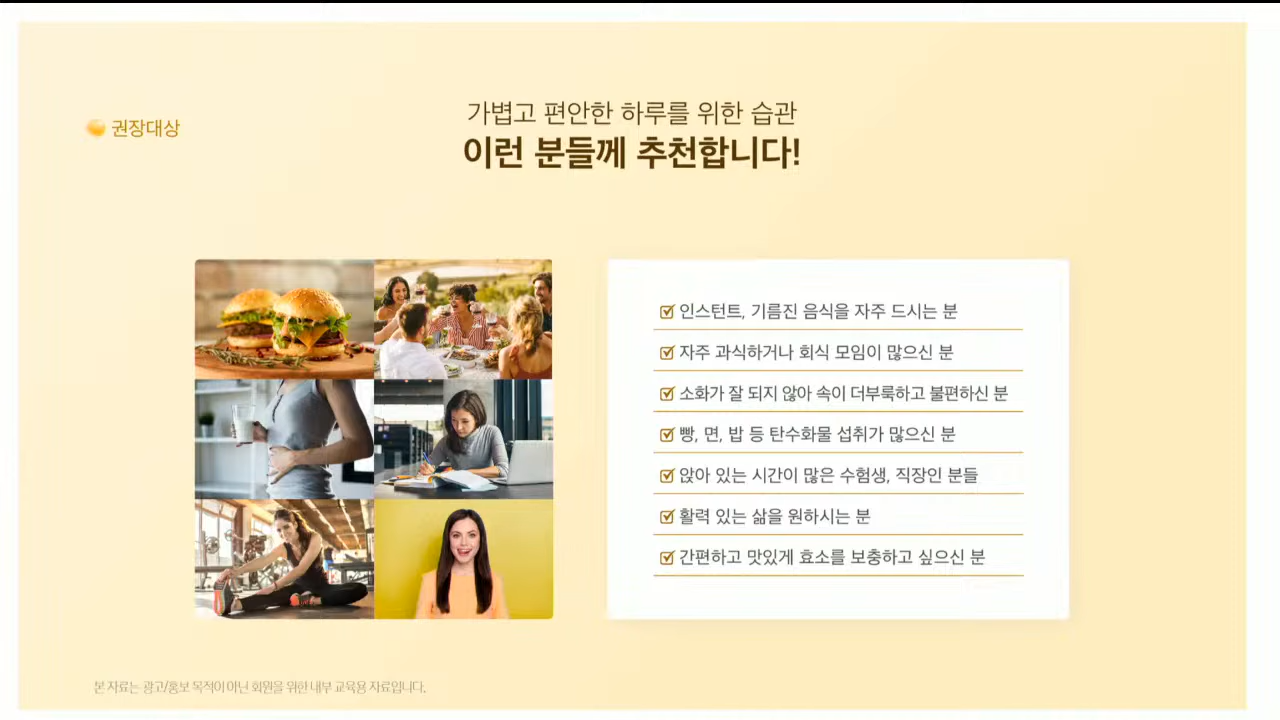 권장대상
가볍고 편안한 하루를 위한 습관
이런 분들께 추천합니다!
인스턴트, 기름진 음식을 자주 드시는 분
자주 과식하거나 회식 모임이 많으신 분
소화가 잘 되지 않아 속이 더부룩하고 불편하신 분
빵, 면, 밥 등 탄수화물 섭취가 많으신 분
앉아 있는 시간이 많은 수험생, 직장인 분들
활력 있는 삶을 원하시는 분
간편하고 맛있게 효소를 보충하고 싶으신 분
본 자료는 광고/홍보 목적이 아닌 회원을 위한 내부 교육용 자료입니다.